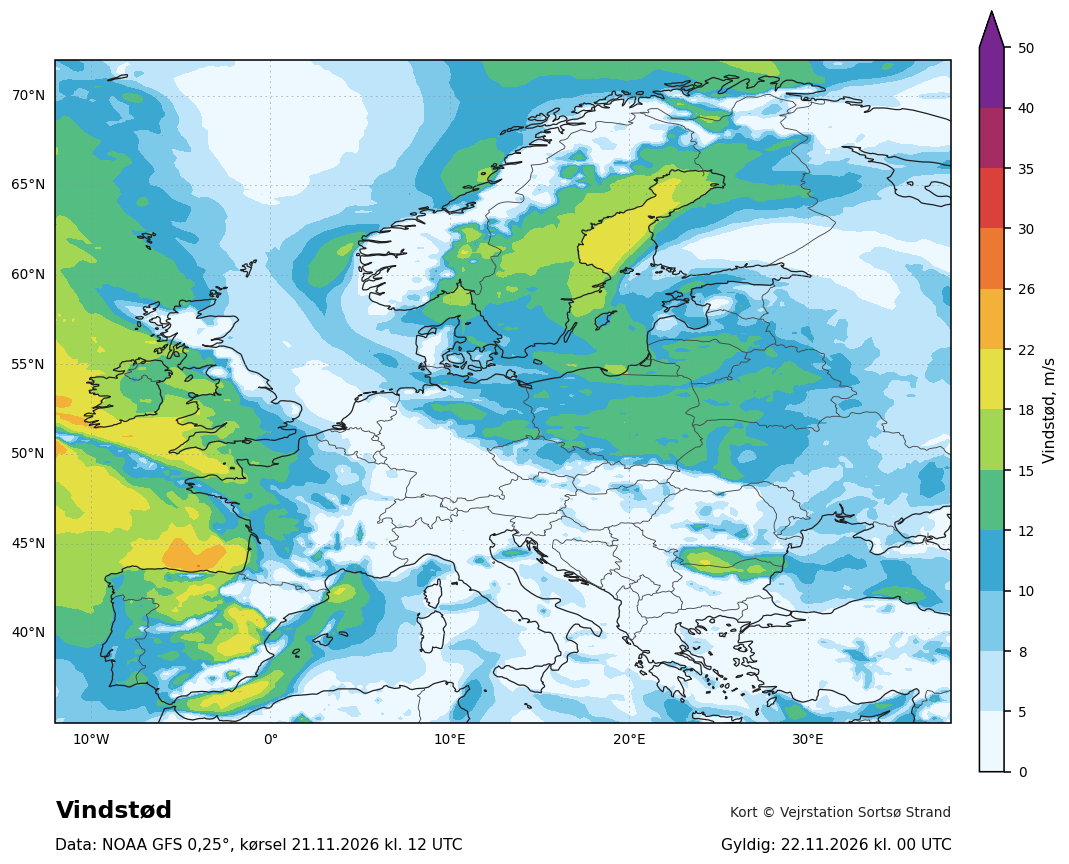 50
40
35
30
26
22
18
15
12
10
8
5
0
Vindstød, m/s
70°N
65°N
60°N
55°N
50°N
45°N
40°N
10°W
0°
10°E
20°E
30°E
Vindstød
Kort © Vejrstation Sortsø Strand
Data: NOAA GFS 0,25°, kørsel 21.11.2026 kl. 12 UTC
Gyldig: 22.11.2026 kl. 00 UTC